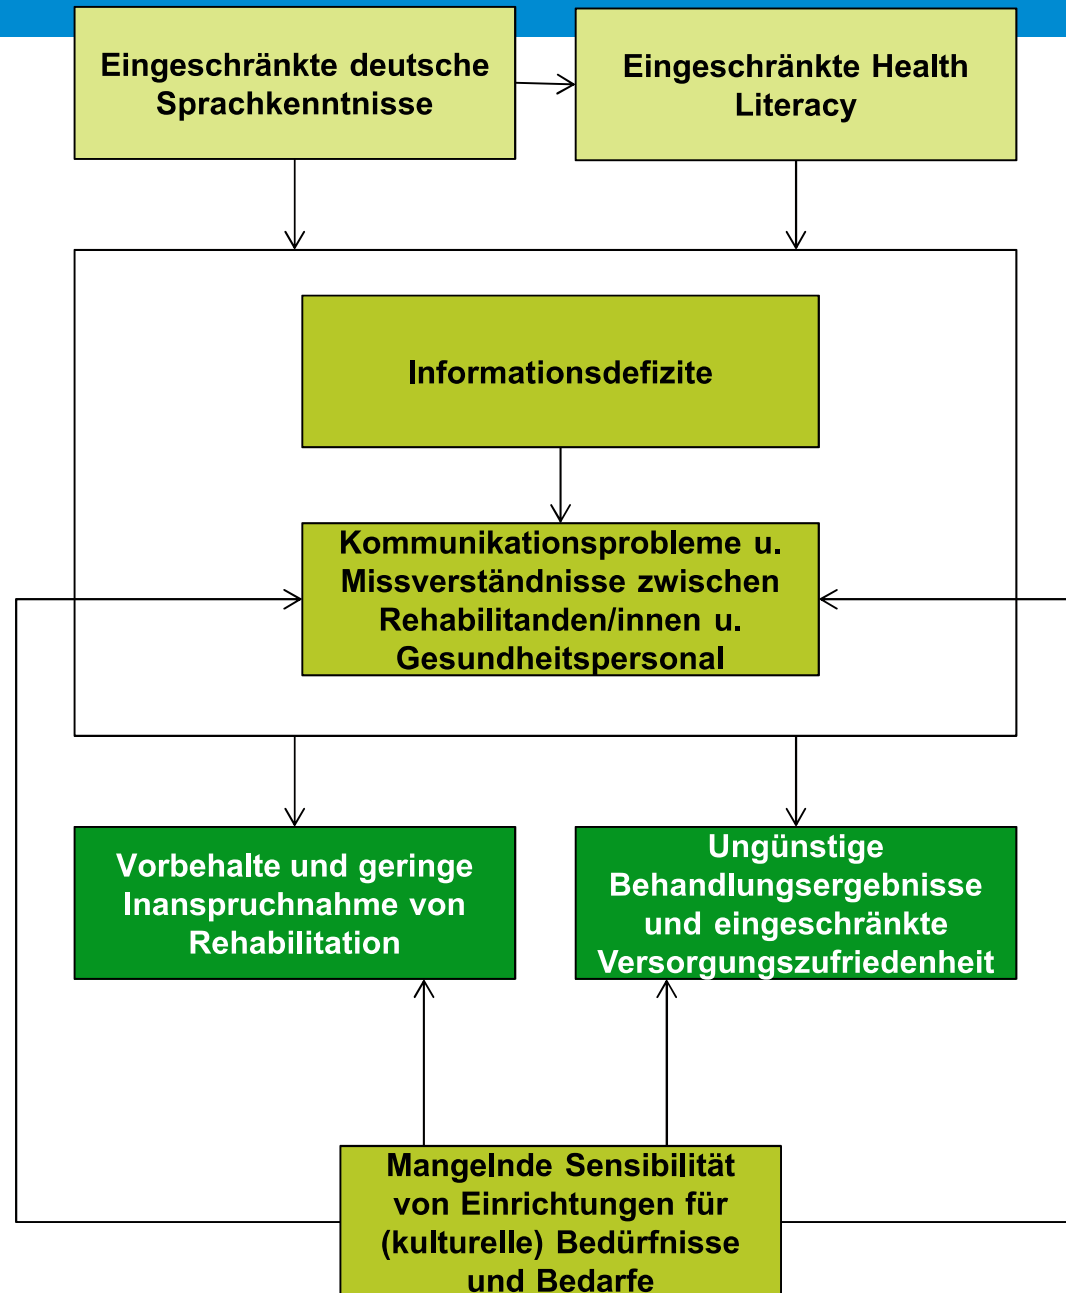 Eingeschränkte deutsche
Sprachkenntnisse
Eingeschränkte Health
Literacy
Informationsdefizite
Kommunikationsprobleme u.
Missverständnisse zwischen
Rehabilitanden/innen u.
Gesundheitspersonal
Vorbehalte und geringe
Inanspruchnahme von
Rehabilitation
Ungünstige
Behandlungsergebnisse
und eingeschränkte
Versorgungszufriedenheit
Mangelnde Sensibilität
von Einrichtungen für
(kulturelle) Bedürfnisse
und Bedarfe